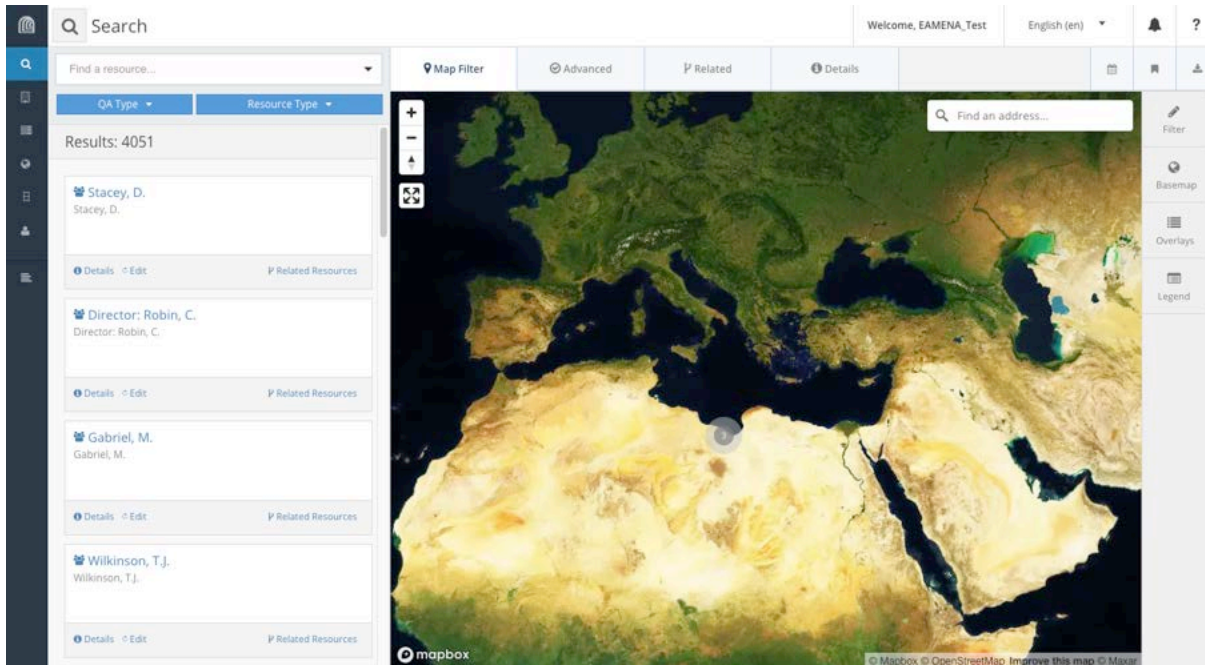 Search
Welcome, EAMENA_Test
English (en)
?
Find a resource...
Map Filter
Advanced
Related
Details
QA Type
Resource Type
Results: 4051
Find an address...
Filter
Basemap
Overlays
Legend
Stacey, D.
Stacey, D.
Details Edit Related Resources
Director: Robin, C.
Director: Robin, C.
Details Edit Related Resources
Gabriel, M.
Gabriel, M.
Details Edit Related Resources
Wilkinson, T.J.
Wilkinson, T.J.
Details Edit Related Resources
3
mapbox
© Mapbox © OpenStreetMap Improve this map © Maxar